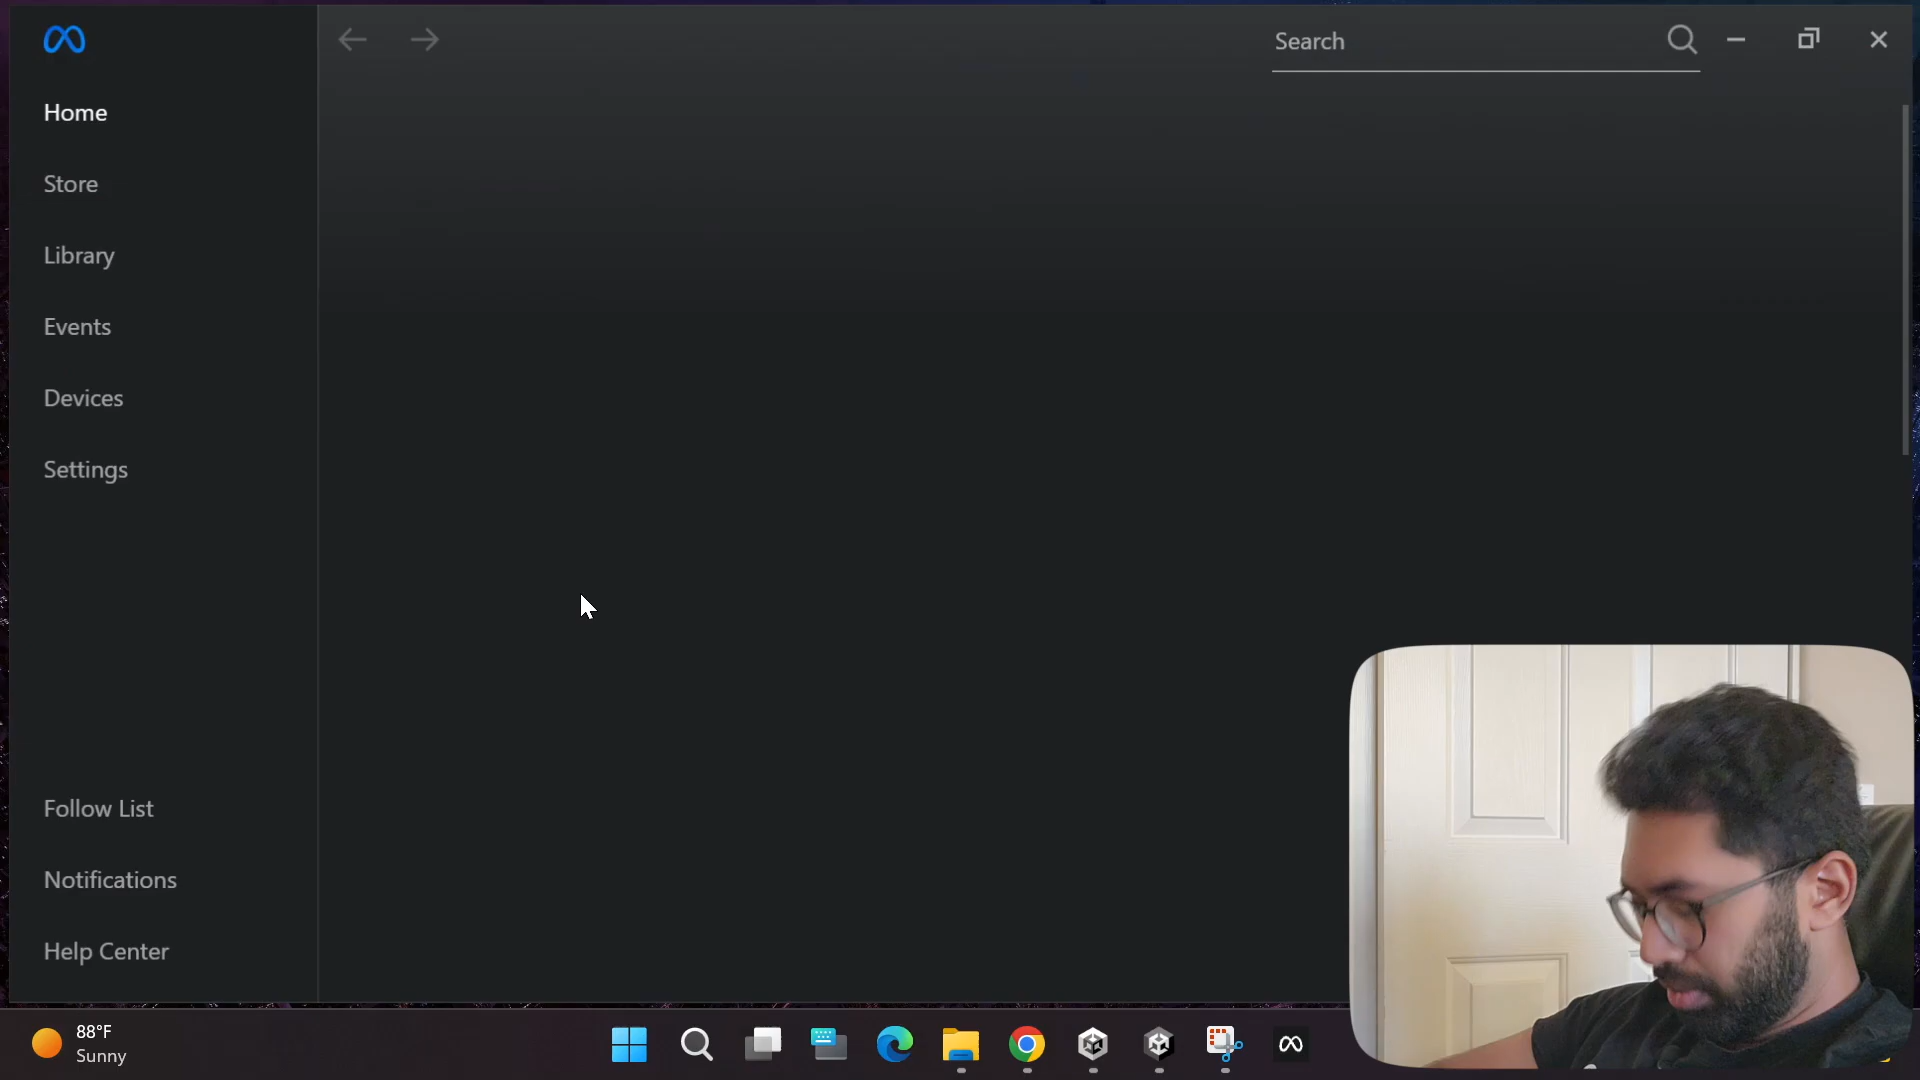 Search
Home
Store
Library
Events
Devices
Settings
Follow List
Notifications
Help Center
88°F
Sunny